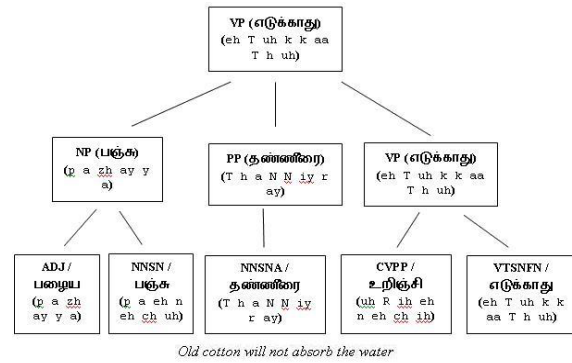 VP (எடுக்காது)
(eh T uh k k aa
T h uh)
NP (பஞ்சு)
(p a zh ay y
a)
PP (தண்ணீரை)
(T h a N N iy r
ay)
VP (எடுக்காது)
(eh T uh k k aa
T h uh)
ADJ /
பழைய
(p a zh
ay y a)
NNSN /
பஞ்சு
(p a eh n
eh ch uh)
NNSNA /
தண்ணீரை
(T h a N N iy
r ay)
CVPP /
உறிஞ்சி
(uh R ih eh
n eh ch ih)
VTSNFN /
எடுக்காது
(eh T uh k k
aa T h uh)
Old cotton will not absorb the water